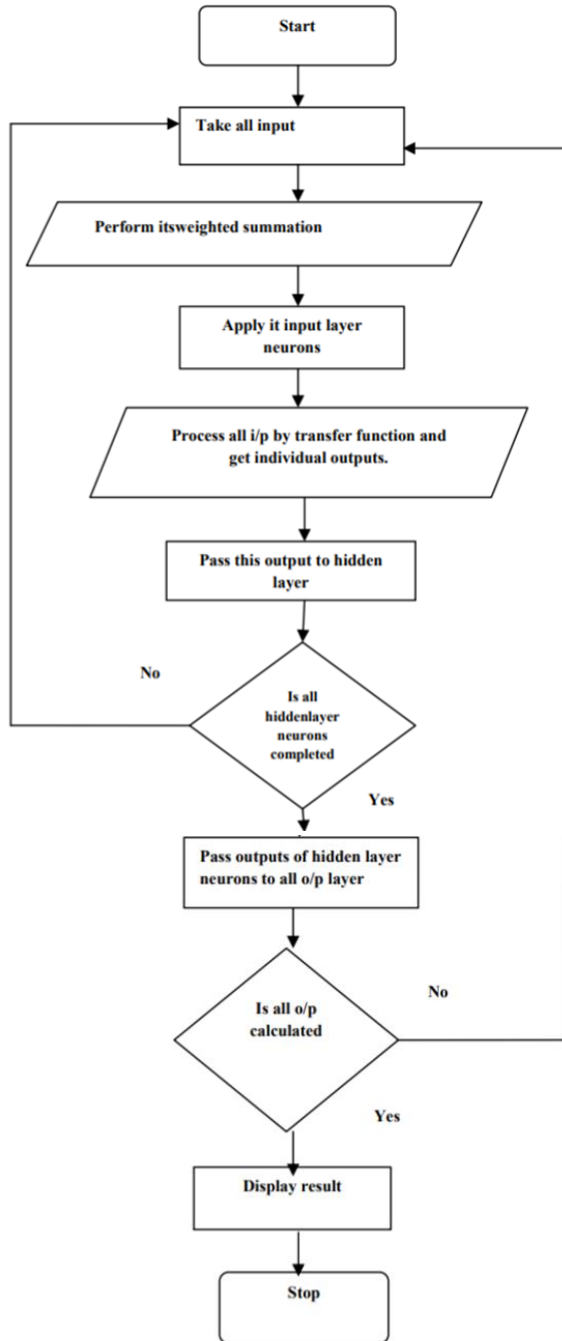 Start
Take all input
Perform itsweighted summation
Apply it input layer
neurons
Process all i/p by transfer function and
get individual outputs.
Pass this output to hidden
layer
No
Is all
hiddenlayer
neurons
completed
Yes
Pass outputs of hidden layer
neurons to all o/p layer
No
Is all o/p
calculated
Yes
Display result
Stop